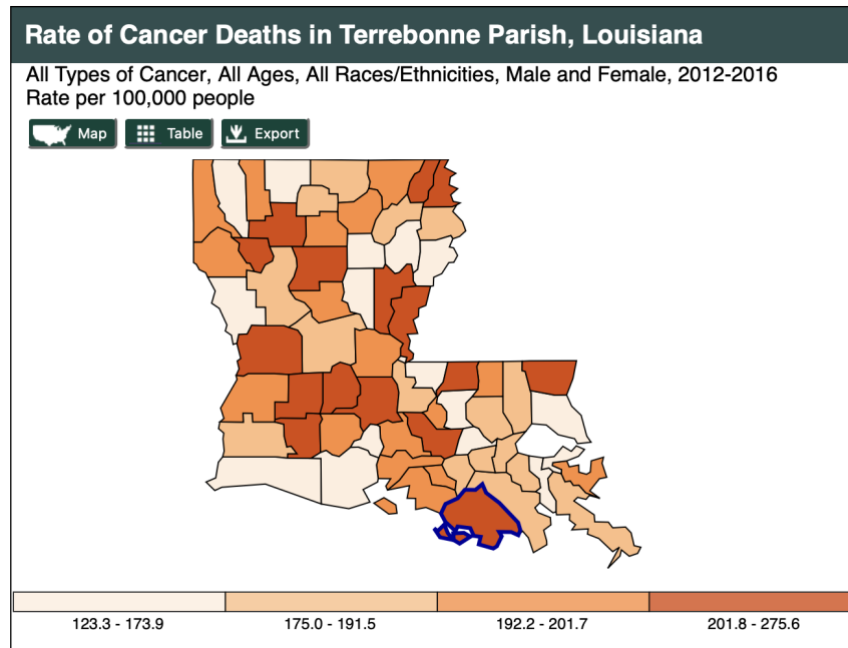 Rate of Cancer Deaths in Terrebonne Parish, Louisiana
All Types of Cancer, All Ages, All Races/Ethnicities, Male and Female, 2012-2016
Rate per 100,000 people
Map Table Export
123.3 - 173.9 175.0 - 191.5 192.2 - 201.7 201.8 - 275.6